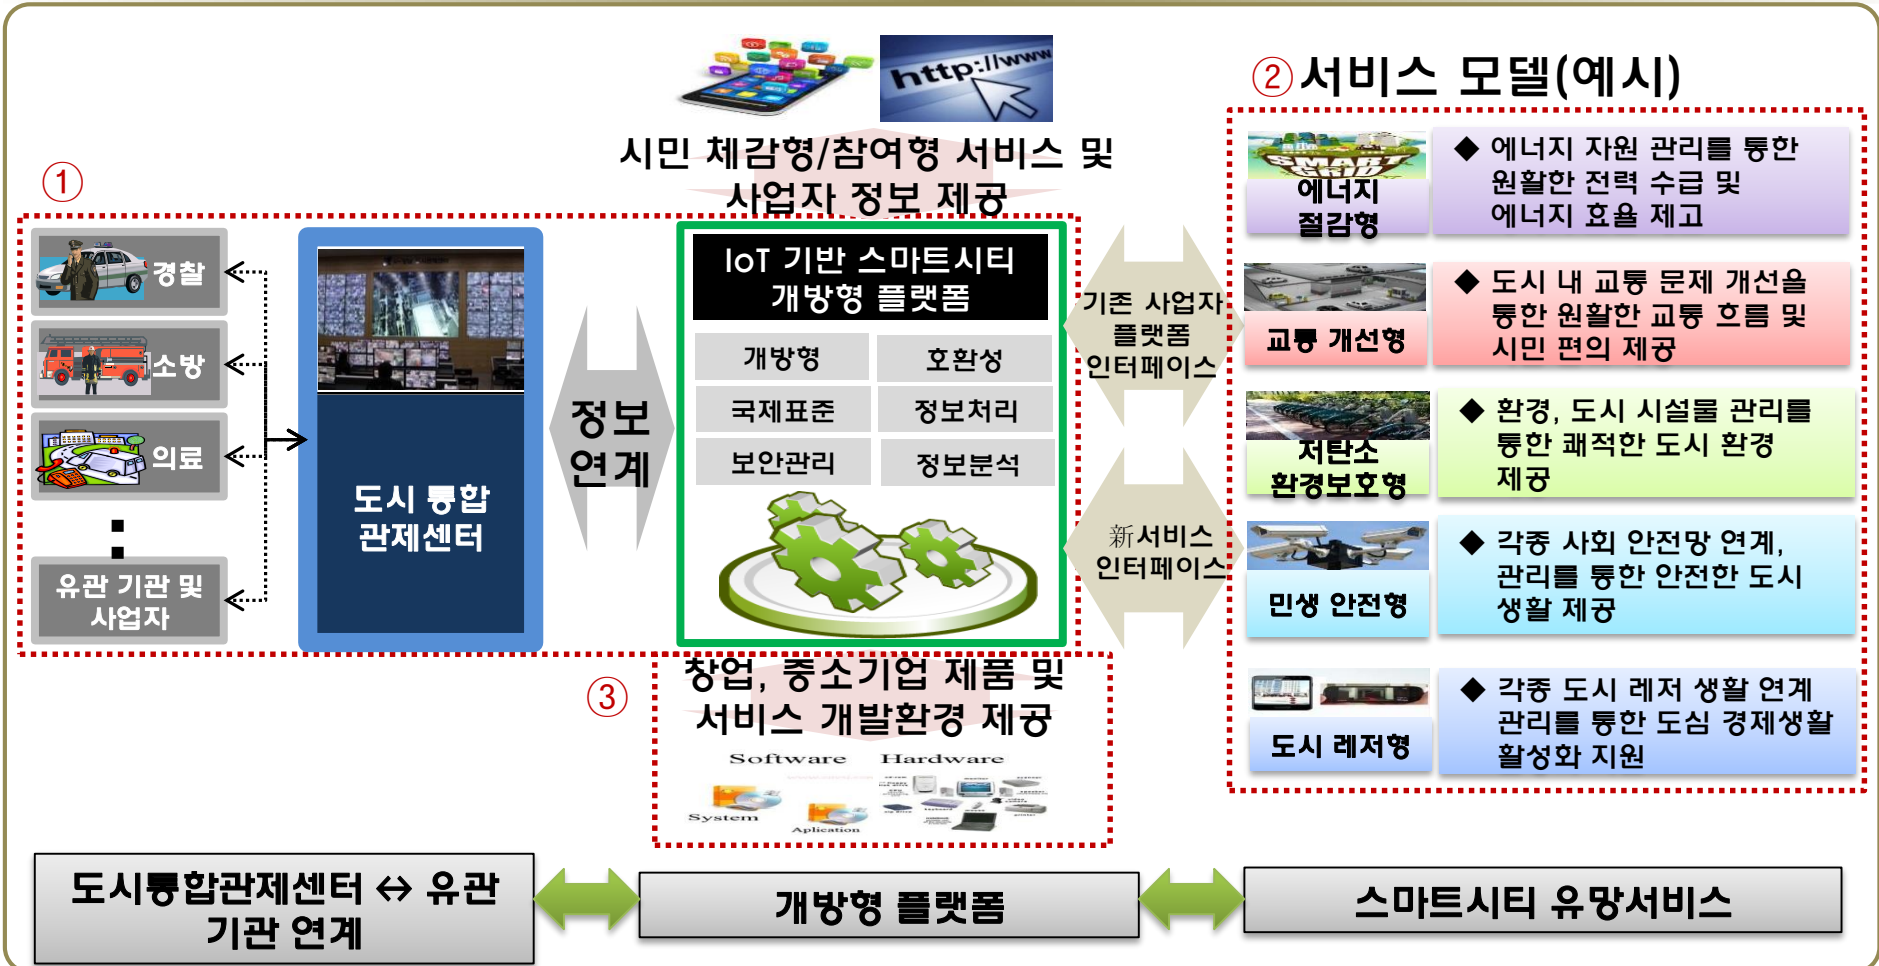 http://www
② 서비스 모델(예시)
시민 체감형/참여형 서비스 및
사업자 정보 제공
①
경찰
소방
의료
유관 기관 및
사업자
도시 통합
관제센터
정보
연계
IoT 기반 스마트시티
개방형 플랫폼
개방형
호환성
국제표준
정보처리
보안관리
정보분석
기존 사업자
플랫폼
인터페이스
新서비스
인터페이스
SMART
GRID
에너지
절감형
◆ 에너지 자원 관리를 통한
원활한 전력 수급 및
에너지 효율 제고
교통 개선형
◆ 도시 내 교통 문제 개선을
통한 원활한 교통 흐름 및
시민 편의 제공
저탄소
환경보호형
◆ 환경, 도시 시설물 관리를
통한 쾌적한 도시 환경
제공
민생 안전형
◆ 각종 사회 안전망 연계,
관리를 통한 안전한 도시
생활 제공
도시 레저형
◆ 각종 도시 레저 생활 연계
관리를 통한 도심 경제생활
활성화 지원
③
창업, 중소기업 제품 및
서비스 개발환경 제공
Software
Hardware
System
Aplication
도시통합관제센터 ↔ 유관
기관 연계
개방형 플랫폼
스마트시티 유망서비스